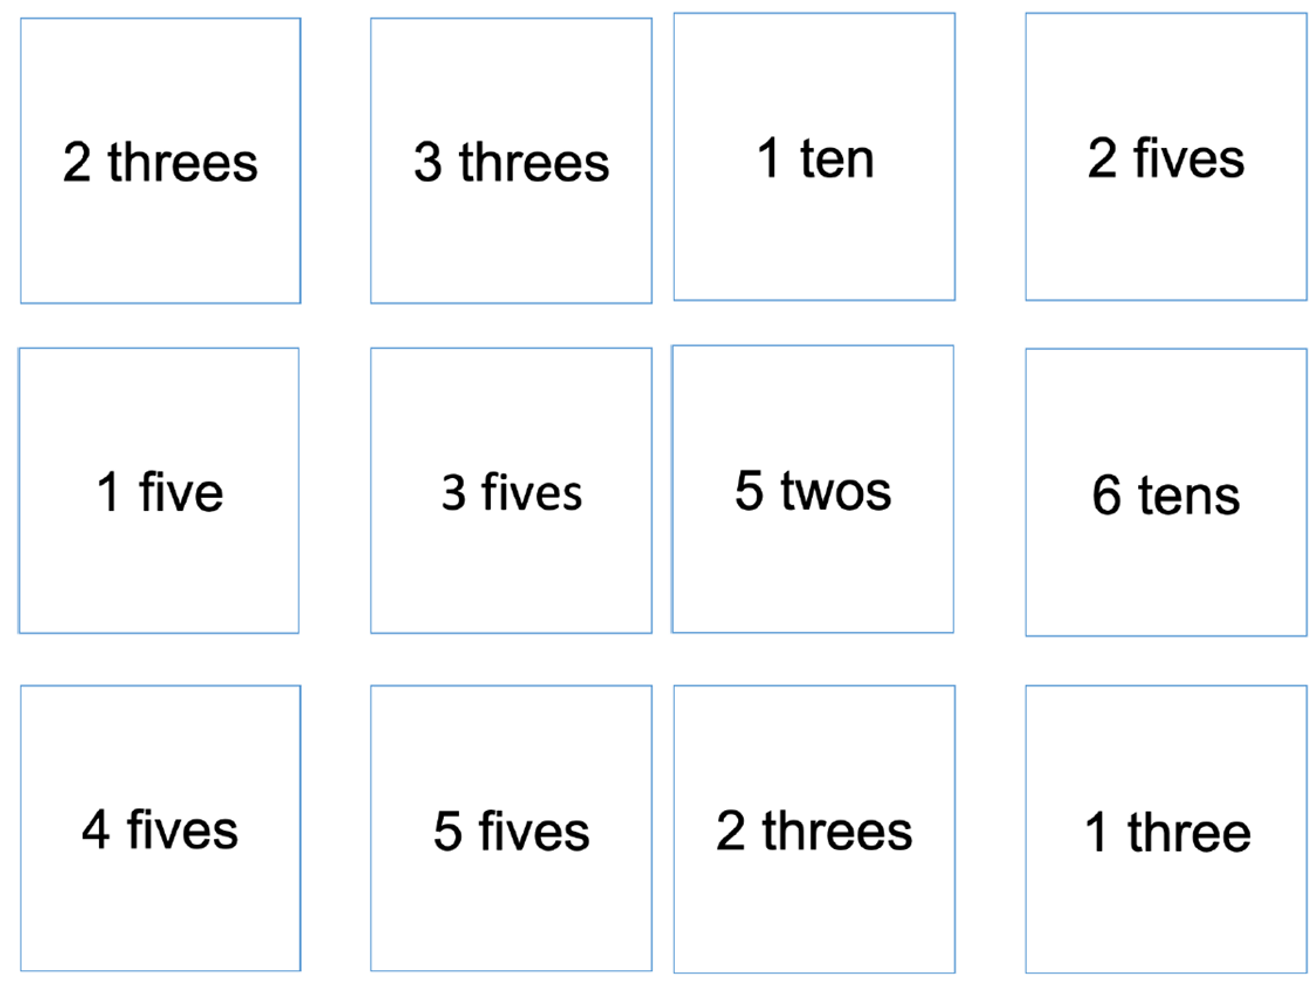 2 threes
3 threes
1 ten
2 fives
1 five
3 fives
5 twos
6 tens
4 fives
5 fives
2 threes
1 three